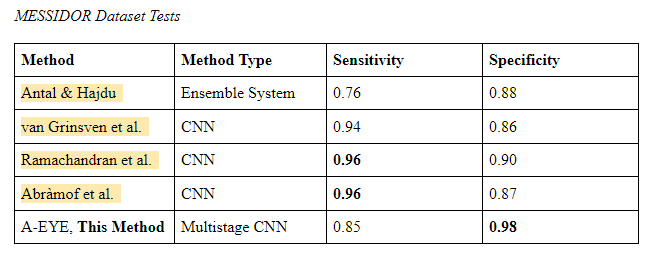 MESSIDOR Dataset Tests
Method Method Type Sensitivity Specificity
Antal & Hajdu Ensemble System 0.76 0.88
van Grinsven et al. CNN 0.94 0.86
Ramachandran et al. CNN 0.96 0.90
Abràmof et al. CNN 0.96 0.87
A-EYE, This Method Multistage CNN 0.85 0.98